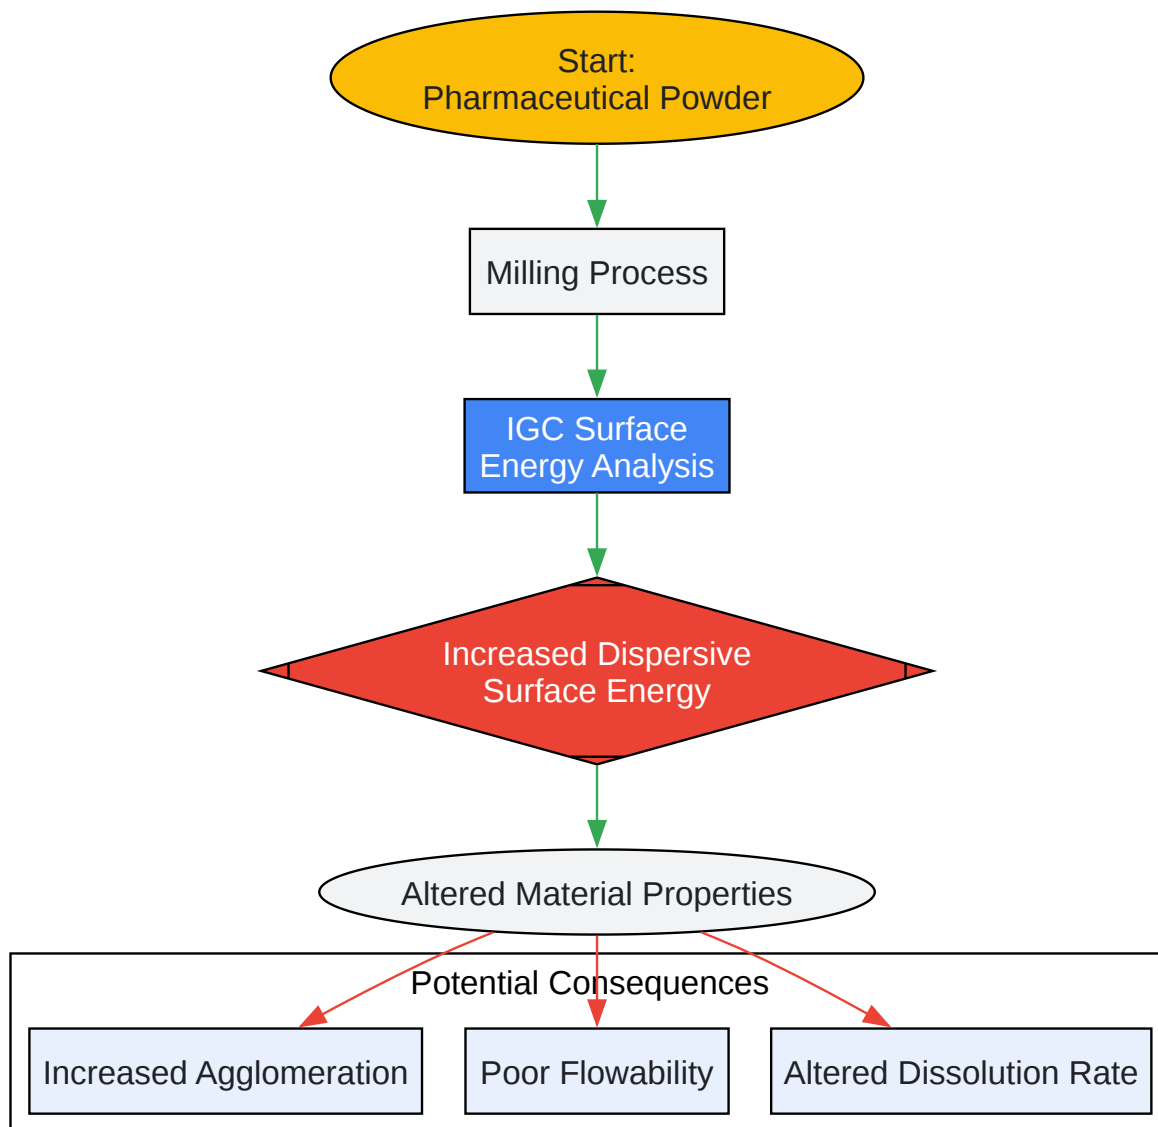 Start:
Pharmaceutical Powder
Milling Process
IGC Surface
Energy Analysis
Increased Dispersive
Surface Energy
Altered Material Properties
Potential Consequences
Increased Agglomeration
Poor Flowability
Altered Dissolution Rate